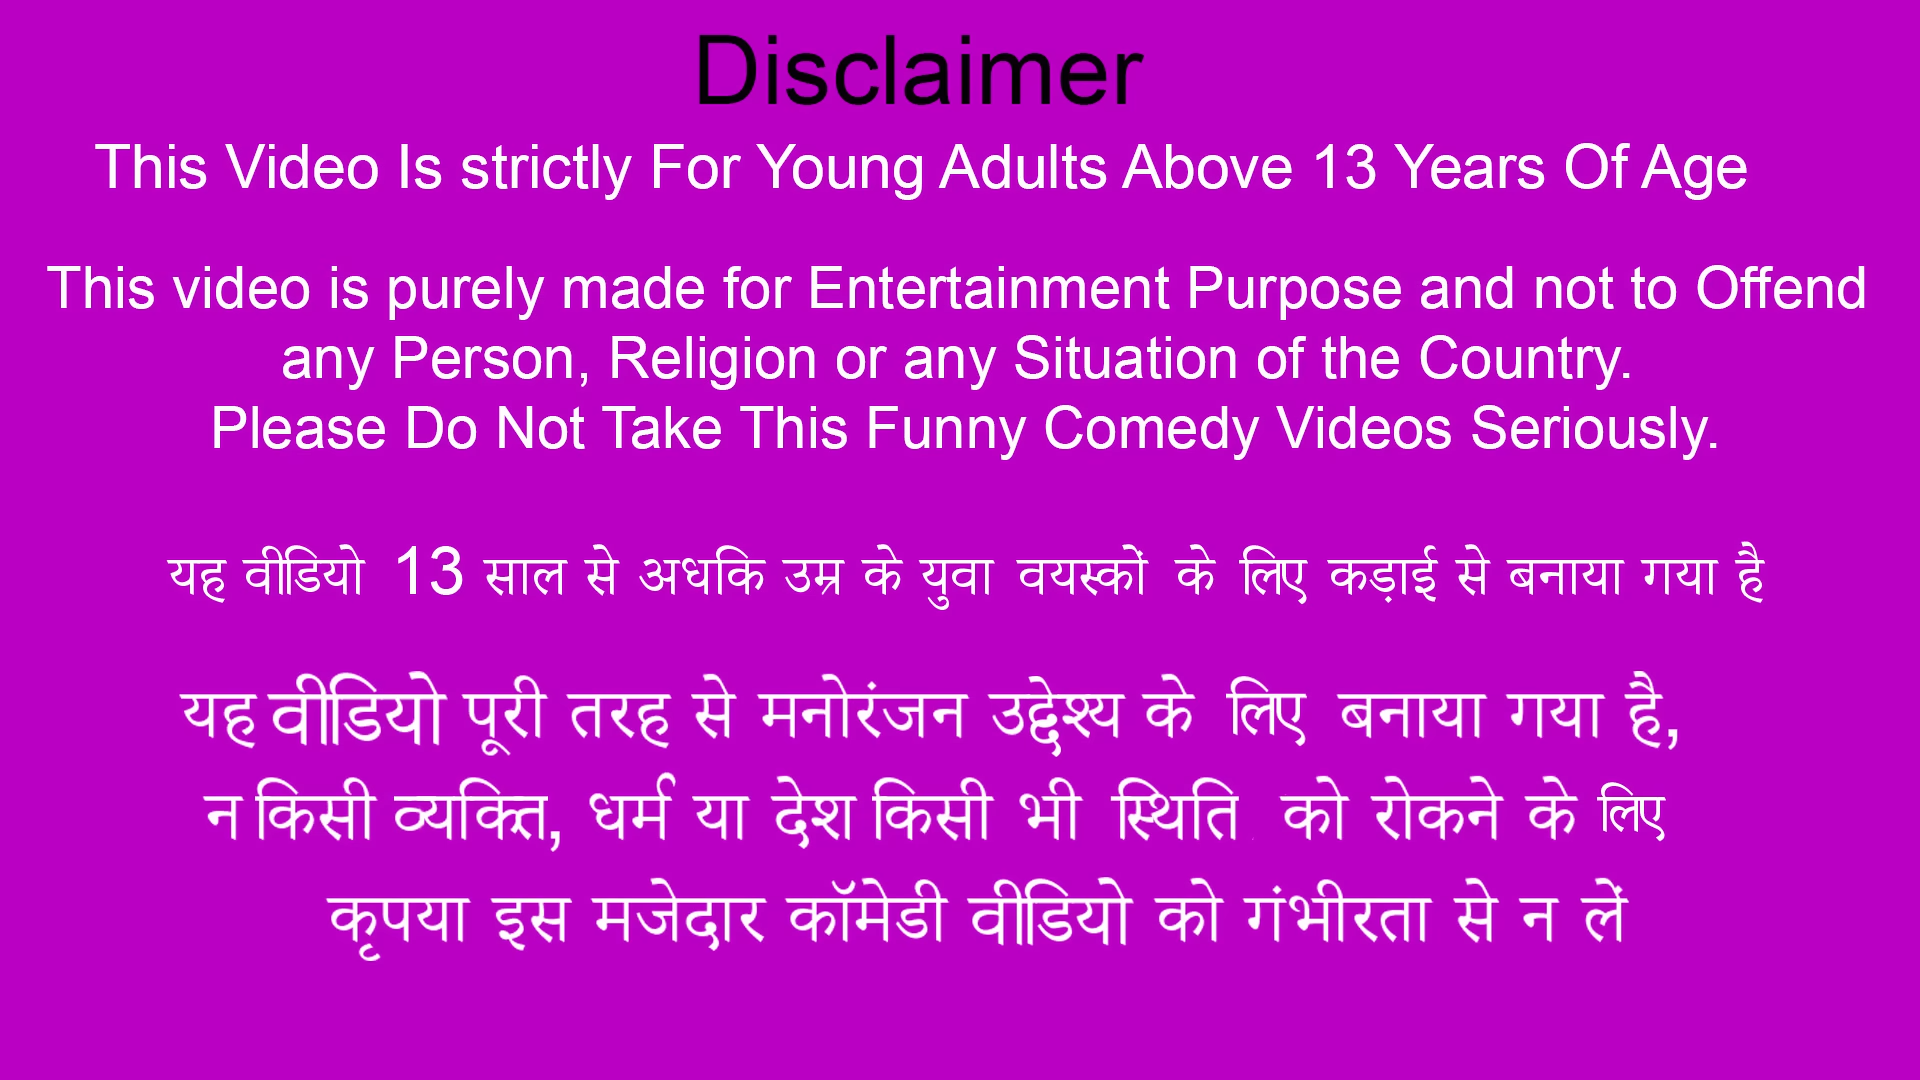 Disclaimer
This Video Is strictly For Young Adults Above 13 Years Of Age
This video is purely made for Entertainment Purpose and not to Offend
any Person, Religion or any Situation of the Country.
Please Do Not Take This Funny Comedy Videos Seriously.
यह वीडियो 13 साल से अधकि उम्र के युवा वयस्कों के लिए कड़ाई से बनाया गया है
यह वीडियो पूरी तरह से मनोरंजन उद्देश्य के लिए बनाया गया है,
न किसी व्यक्ति, धर्म या देश किसी भी स्थिति को रोकने के लिए
कृपया इस मजेदार कॉमेडी वीडियो को गंभीरता से न लें